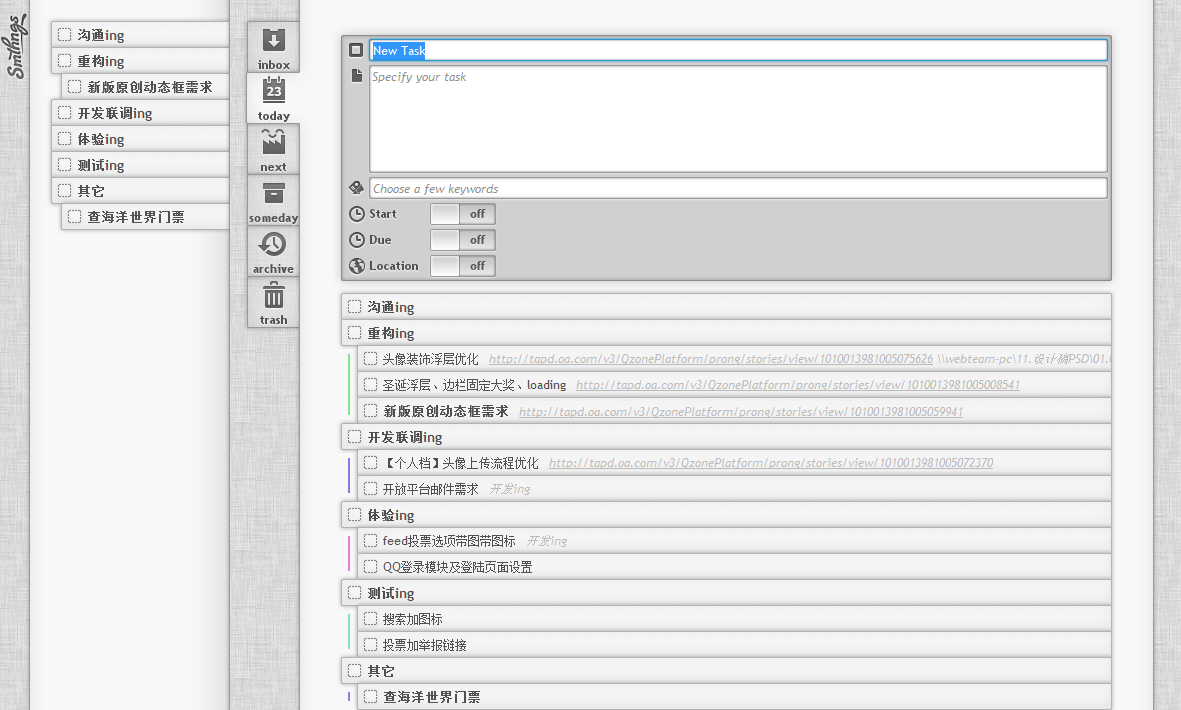 Smthngs
沟通ing
重构ing
新版原创动态框需求
开发联调ing
体验ing
测试ing
其它
查海洋世界门票
inbox
23
today
next
someday
archive
trash
New Task
Specify your task
Choose a few keywords
Start off
Due off
Location off
沟通ing
重构ing
头像装饰浮层优化 http://tapd.oa.com/v3/QzonePlatform/prong/stories/view/1010013981005075626 \\webteam-pc\11.设计稿PSD\01.
圣诞浮层、边栏固定大奖、loading http://tapd.oa.com/v3/QzonePlatform/prong/stories/view/1010013981005008541
新版原创动态框需求 http://tapd.oa.com/v3/QzonePlatform/prong/stories/view/1010013981005059941
开发联调ing
【个人档】头像上传流程优化 http://tapd.oa.com/v3/QzonePlatform/prong/stories/view/1010013981005072370
开放平台邮件需求 开发ing
体验ing
feed投票选项带图带图标 开发ing
QQ登录模块及登陆页面设置
测试ing
搜索加图标
投票加举报链接
其它
查海洋世界门票